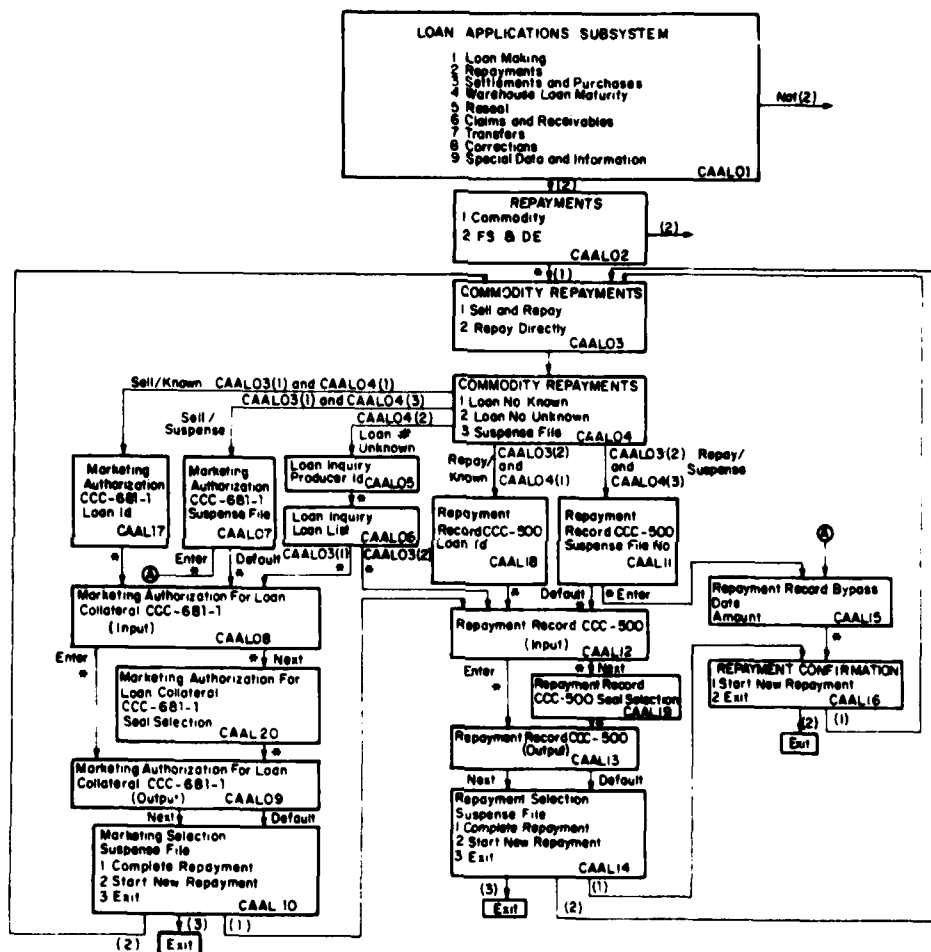 LOAN APPLICATIONS SUBSYSTEM
1 Loan Making
2 Repayments
3 Settlements and Purchases
4 Warehouse Loan Maturity
5 Reseal
6 Claims and Receivables
7 Transfers
8 Corrections
9 Special Data and Information
CAAL01
Not(2)
(2)
REPAYMENTS
1 Commodity
2 FS & DE
CAAL02
(2)
* (1)
COMMODITY REPAYMENTS
1 Sell and Repay
2 Repay Directly
CAAL03
COMMODITY REPAYMENTS
1 Loan No Known
2 Loan No Unknown
3 Suspense File
CAAL04
Sell/Known CAAL03(1) and CAAL04(1)
CAAL03(1) and CAAL04(3)
Sell/
Suspense
CAAL04(2)
Loan #
Unknown
Repay/
Known
CAAL03(2)
and
CAAL04(1)
CAAL03(2)
and
CAAL04(3)
Repay/
Suspense
Marketing
Authorization
CCC-681-1
Loan Id
CAAL17
Marketing
Authorization
CCC-681-1
Suspense File
CAAL07
Loan Inquiry
Producer Id
CAAL05
*
Loan Inquiry
Loan List
CAAL06
Repayment
Record CCC-500
Loan Id
CAAL18
Repayment
Record CCC-500
Suspense File No
CAAL11
A
*
A
Enter
*
Default
*
CAAL03(1)
*
CAAL03(2)
*
*
Default
*
* Enter
Repayment Record Bypass
Date
Amount
CAAL15
*
Marketing Authorization For Loan
Collateral CCC-681-1
(Input)
CAAL08
Repayment Record CCC-500
(Input)
CAAL12
REPAYMENT CONFIRMATION
1 Start New Repayment
2 Exit
CAAL16
(2)
(1)
Exit
Enter
*
* Next
Enter
*
* Next
Marketing Authorization For
Loan Collateral
CCC-681-1
Seal Selection
CAAL20
*
Repayment Record
CCC-500 Seal Selection
CAAL19
*
Marketing Authorization For Loan
Collateral CCC-681-1
(Output)
CAAL09
Repayment Record CCC-500
(Output)
CAAL13
Next
Default
Next
Default
Marketing Selection
Suspense File
1 Complete Repayment
2 Start New Repayment
3 Exit
CAAL10
Repayment Selection
Suspense File
1 Complete Repayment
2 Start New Repayment
3 Exit
CAAL14
(3)
Exit
(1)
(2)
(2)
(3)
Exit
(1)